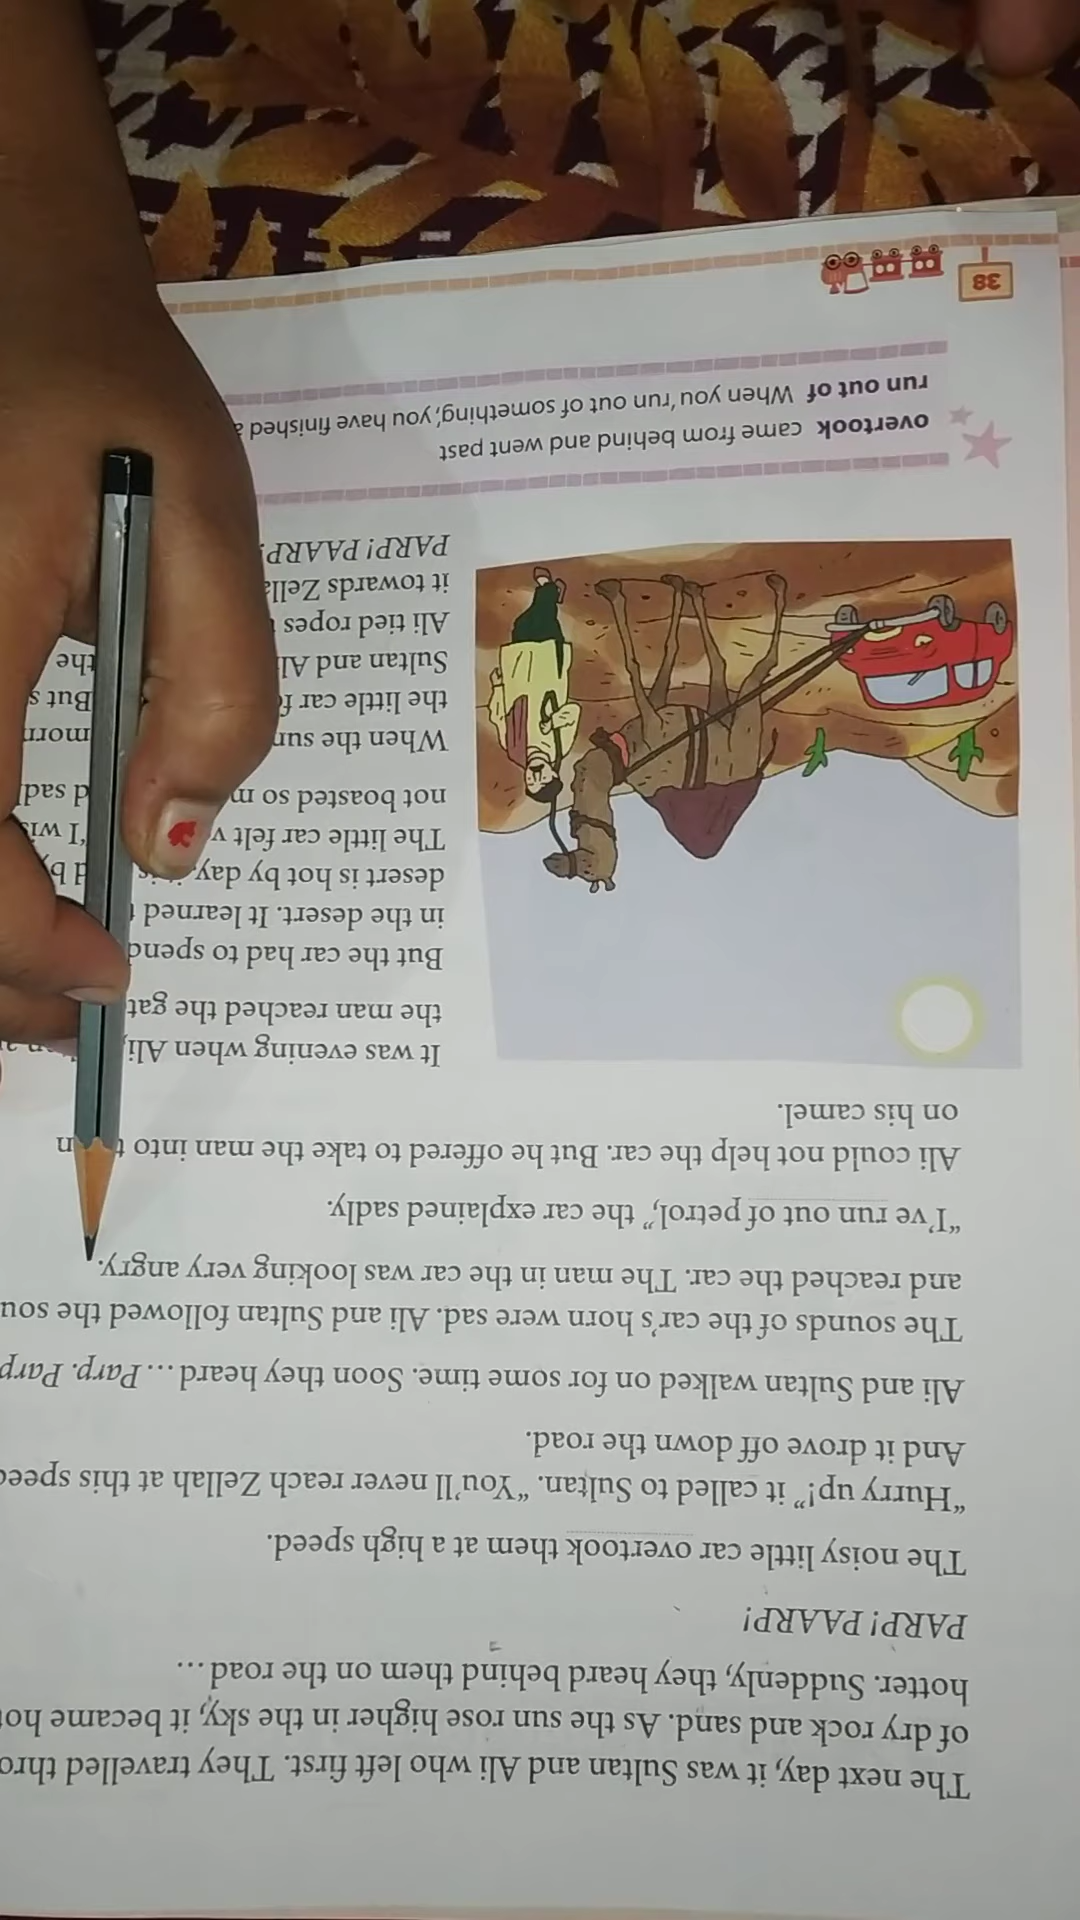 The next day, it was Sultan and Ali who left first. They travelled
of dry rock and sand. As the sun rose higher in the sky, it became
hotter. Suddenly, they heard behind them on the road …
PARP! PAARP!
The noisy little car overtook them at a high speed.
“Hurry up!” it called to Sultan. “You’ll never reach Zellah at this
And it drove off down the road.
Ali and Sultan walked on for some time. Soon they heard … Parp. Parp
The sounds of the car’s horn were sad. Ali and Sultan followed the
and reached the car. The man in the car was looking very angry.
“I’ve run out of petrol,” the car explained sadly.
Ali could not help the car. But he offered to take the man into
on his camel.
It was evening when Ali,
the man reached the
But the car had to
in the desert. It learned
desert is hot by day,
The little car felt
not boasted so
When the
the little car
Sultan and
Ali tied ropes
it towards
PARP! PAARP!
overtook came from behind and went past
run out of When you ‘run out of something’, you have finished
38